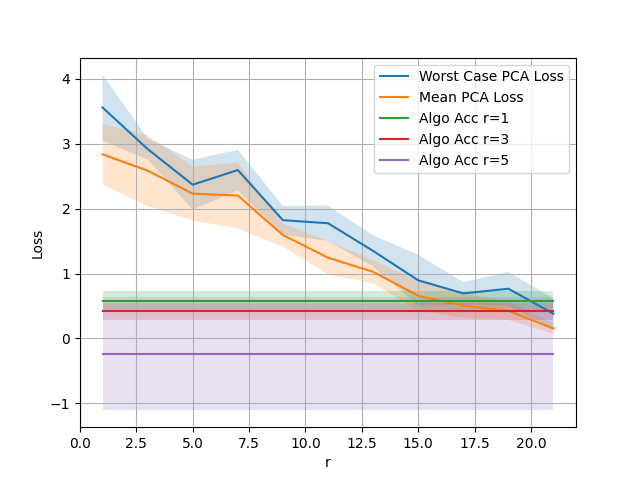 Worst Case PCA Loss
Mean PCA Loss
Algo Acc r=1
Algo Acc r=3
Algo Acc r=5
Loss
4
3
2
1
0
−1
0.0 2.5 5.0 7.5 10.0 12.5 15.0 17.5 20.0
r